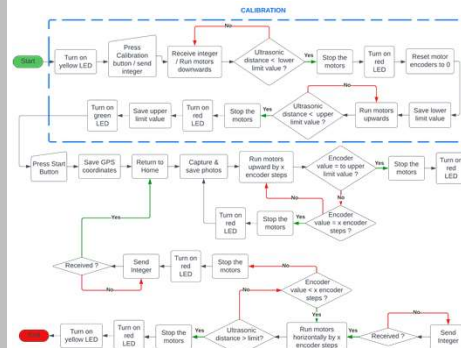 CALIBRATION
Start
Turn on
yellow LED
Press
Calibration
button / send
integer
Receive integer
/ Run motors
downwards
No
Ultrasonic
distance < lower
limit value ?
Yes
Stop the
motors
Turn on
red
LED
Reset motor
encoders to 0
Turn on
green
LED
Save upper
limit value
Turn on
red
LED
Stop the
motors
Yes
Ultrasonic
distance < upper
limit value ?
No
Run motors
upwards
Save lower
limit value
Press Start
Button
Save GPS
coordinates
Return to
Home
Capture &
save photos
Run motors
upward by x
encoder steps
Encoder
value = to upper
limit value ?
Yes
Stop the
motors
Turn on
red
LED
No
No
Yes
Turn on
red
LED
Stop the
motors
Yes
Encoder
value = x encoder
steps ?
Received ?
No
Send
Integer
Turn on
red
LED
Stop the
motors
No
Encoder
value < x encoder
steps ?
Yes
Turn on
yellow LED
Turn on
red
LED
Stop the
motors
Yes
Ultrasonic
distance > limit?
No
Run motors
horizontally by x
encoder steps
Yes
Received ?
No
Send
Integer